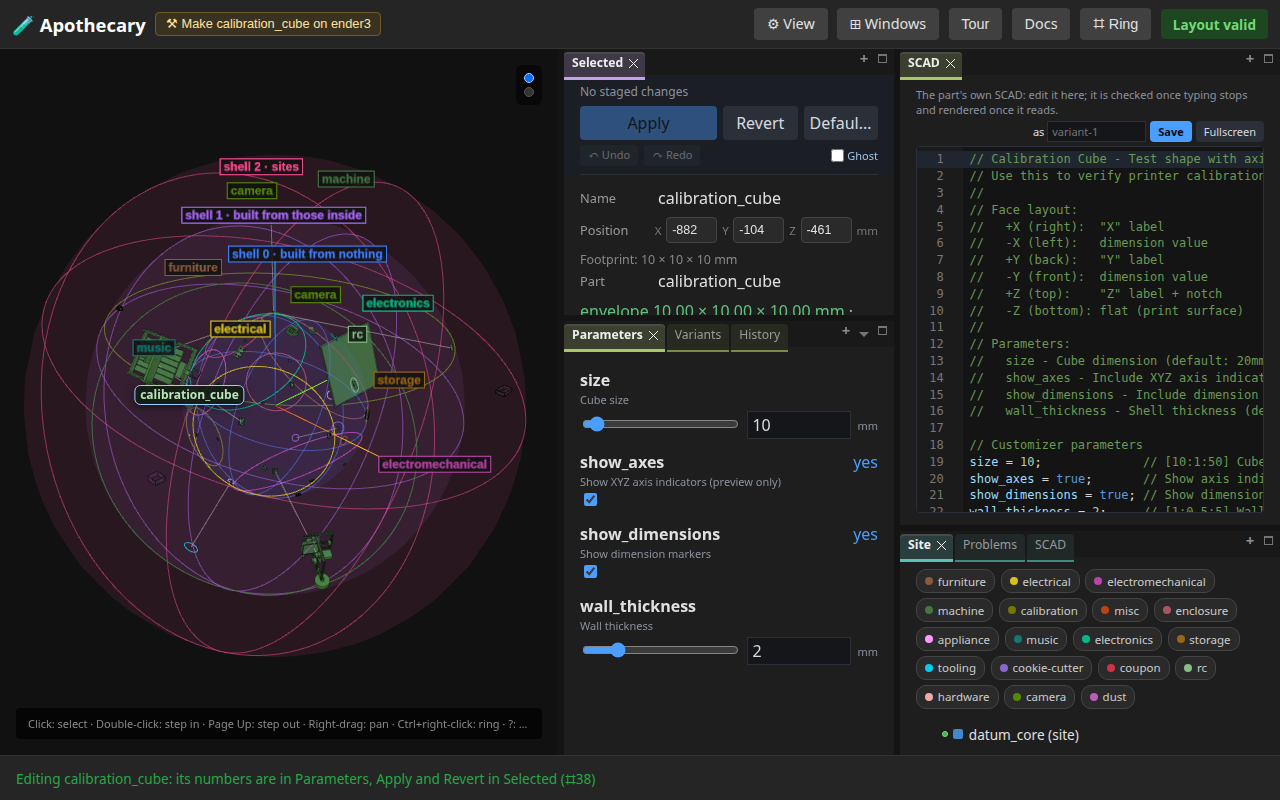 Apothecary
⚒ Make calibration_cube on ender3
⚙ View
⊞ Windows
Tour
Docs
⌗ Ring
Layout valid
shell 2 · sites
machine
camera
shell 1 · built from those inside
shell 0 · built from nothing
furniture
camera
electronics
electrical
rc
music
storage
calibration_cube
electromechanical
Click: select · Double-click: step in · Page Up: step out · Right-drag: pan · Ctrl+right-click: ring · ?: ...
Selected
No staged changes
Apply
Revert
Defaul...
↶ Undo
↷ Redo
Ghost
Name calibration_cube
Position X -882 Y -104 Z -461 mm
Footprint: 10 × 10 × 10 mm
Part calibration_cube
envelope 10.00 × 10.00 × 10.00 mm ·
Parameters
Variants
History
size
Cube size
10 mm
show_axes yes
Show XYZ axis indicators (preview only)
show_dimensions yes
Show dimension markers
wall_thickness
Wall thickness
2 mm
SCAD
The part's own SCAD: edit it here; it is checked once typing stops
and rendered once it reads.
as variant-1 Save Fullscreen
1 // Calibration Cube - Test shape with axi
2 // Use this to verify printer calibration
3 //
4 // Face layout:
5 //   +X (right):  "X" label
6 //   -X (left):   dimension value
7 //   +Y (back):   "Y" label
8 //   -Y (front):  dimension value
9 //   +Z (top):    "Z" label + notch
10 //   -Z (bottom): flat (print surface)
11 //
12 // Parameters:
13 //   size - Cube dimension (default: 20mm
14 //   show_axes - Include XYZ axis indicat
15 //   show_dimensions - Include dimension
16 //   wall_thickness - Shell thickness (de
17
18 // Customizer parameters
19 size = 10; // [10:1:50] Cube
20 show_axes = true; // Show axis indi
21 show_dimensions = true; // Show dimension
22 wall_thickness = 2; // [1:0.5:5] Wall
Site
Problems
SCAD
furniture
electrical
electromechanical
machine
calibration
misc
enclosure
appliance
music
electronics
storage
tooling
cookie-cutter
coupon
rc
hardware
camera
dust
datum_core (site)
Editing calibration_cube: its numbers are in Parameters, Apply and Revert in Selected (⌗38)